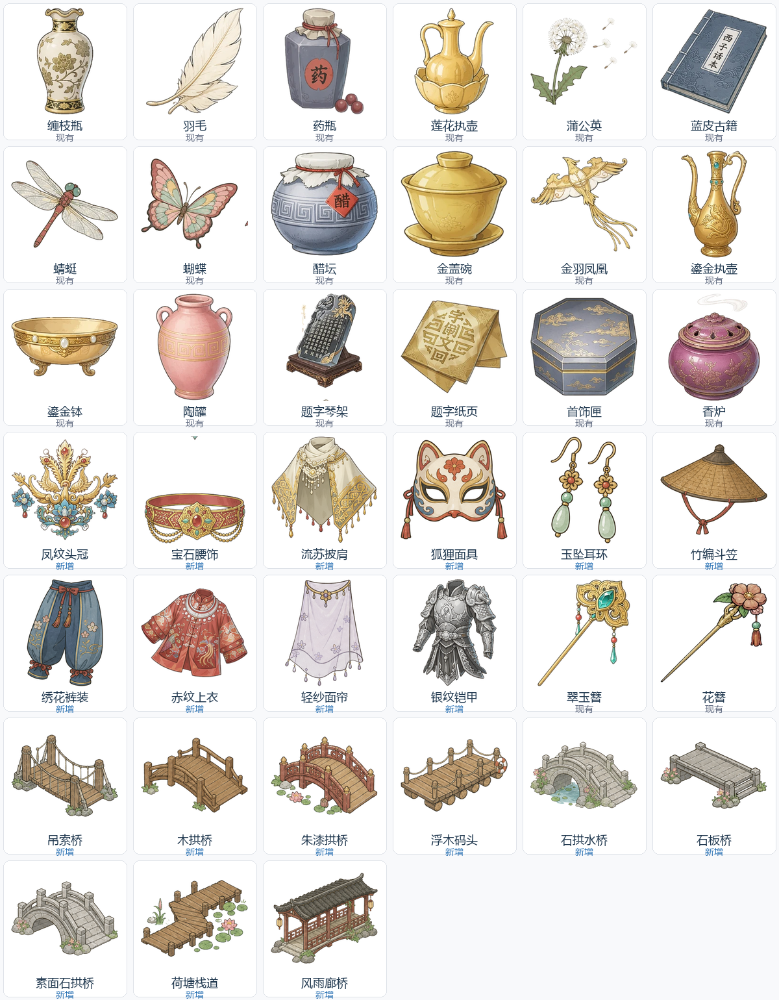 药
西子话本
缠枝瓶
现有
羽毛
现有
药瓶
现有
莲花执壶
现有
蒲公英
现有
蓝皮古籍
现有
醋
蜻蜓
现有
蝴蝶
现有
醋坛
现有
金盖碗
现有
金羽凤凰
现有
鎏金执壶
现有
鎏金钵
现有
陶罐
现有
题字琴架
现有
题字纸页
现有
首饰匣
现有
香炉
现有
凤纹头冠
新增
宝石腰饰
新增
流苏披肩
新增
狐狸面具
新增
玉坠耳环
新增
竹编斗笠
新增
绣花裤装
新增
赤纹上衣
新增
轻纱面帘
新增
银纹铠甲
新增
翠玉簪
现有
花簪
现有
吊索桥
新增
木拱桥
新增
朱漆拱桥
新增
浮木码头
新增
石拱水桥
新增
石板桥
新增
素面石拱桥
新增
荷塘栈道
新增
风雨廊桥
新增